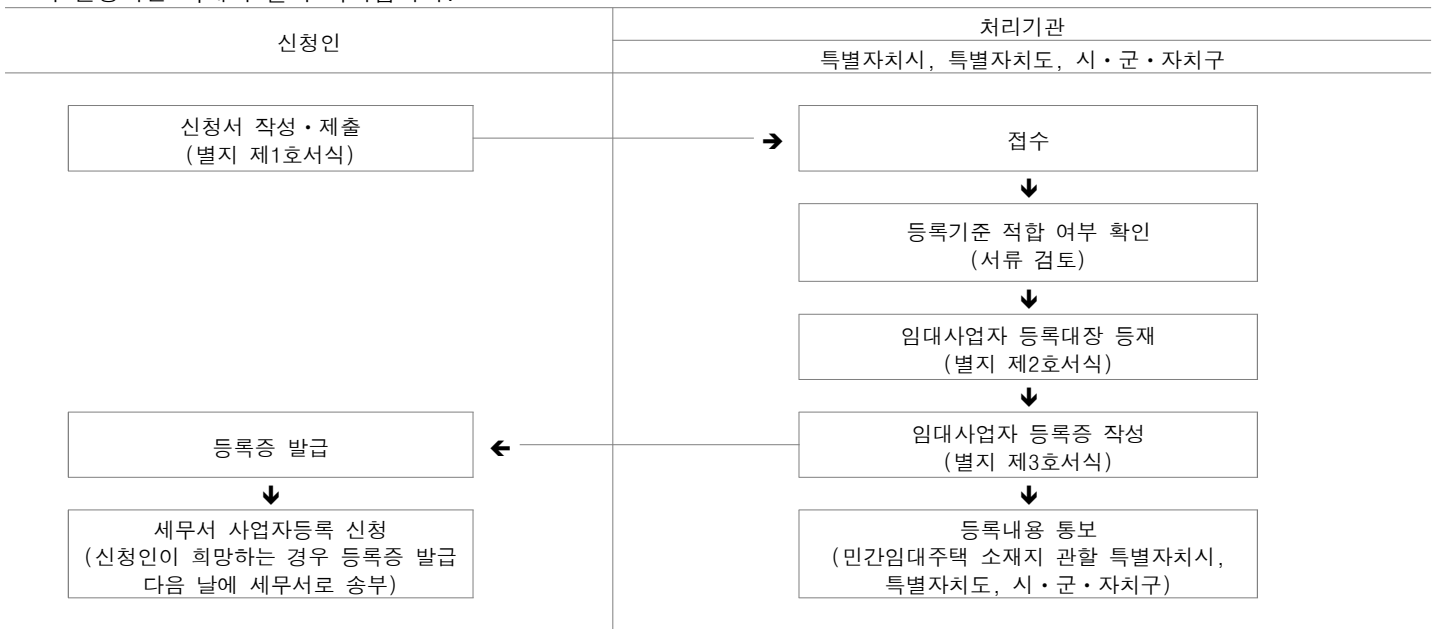 신청인
처리기관
특별자치시, 특별자치도, 시·군·자치구
신청서 작성·제출
(별지 제1호서식)
접수
등록기준 적합 여부 확인
(서류 검토)
임대사업자 등록대장 등재
(별지 제2호서식)
등록증 발급
임대사업자 등록증 작성
(별지 제3호서식)
세무서 사업자등록 신청
(신청인이 희망하는 경우 등록증 발급
다음 날에 세무서로 송부)
등록내용 통보
(민간임대주택 소재지 관할 특별자치시,
특별자치도, 시·군·자치구)